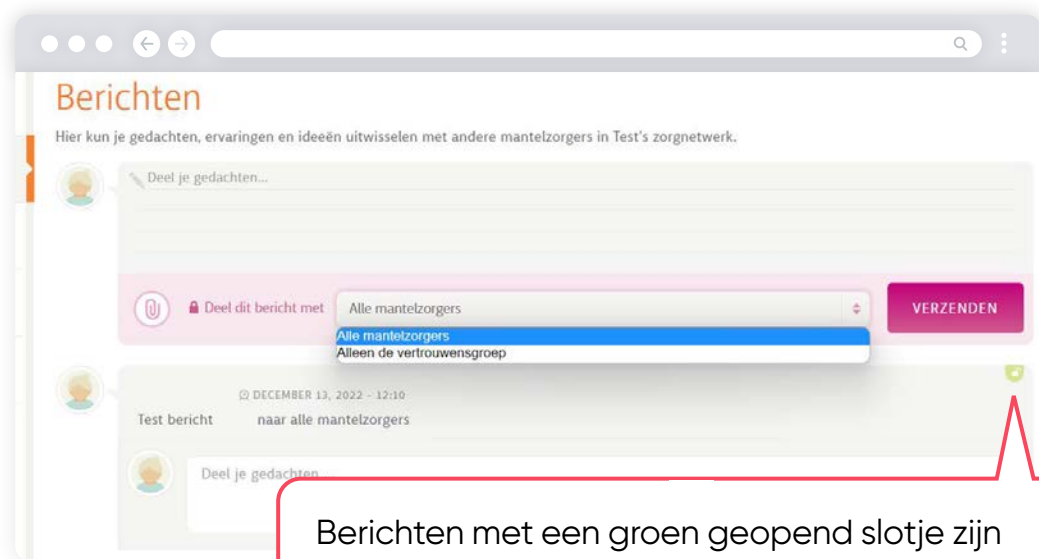 Berichten
Hier kun je gedachten, ervaringen en ideeën uitwisselen met andere mantelzorgers in Test's zorgnetwerk.
Deel je gedachten...
Deel dit bericht met
Alle mantelzorgers
VERZENDEN
Alle mantelzorgers
Alleen de vertrouwensgroep
DECEMBER 13, 2022 - 12:10
Test bericht naar alle mantelzorgers
Deel je gedachten...
Berichten met een groen geopend slotje zijn